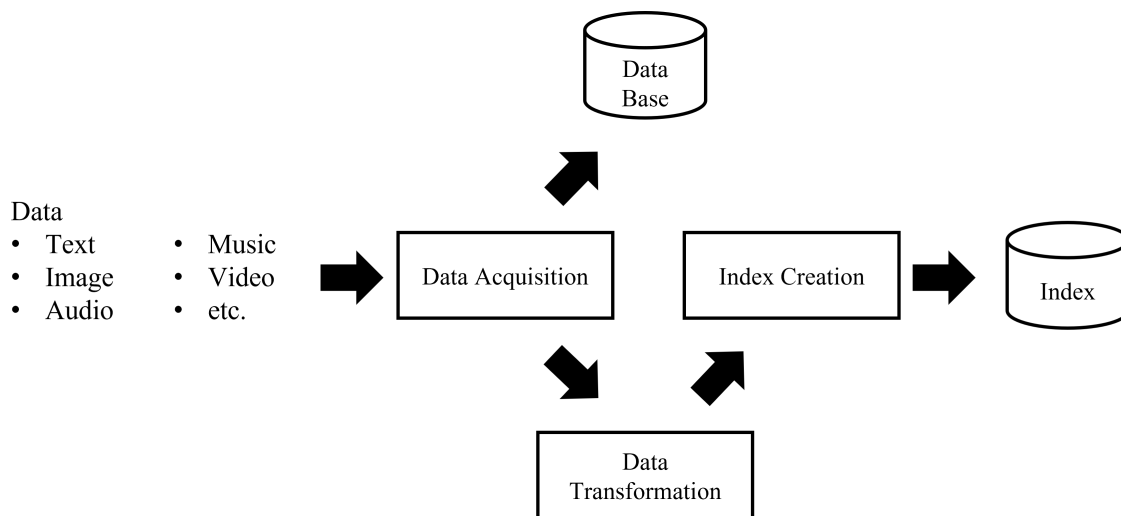 Data
Base
Data
• Text
• Image
• Audio
• Music
• Video
• etc.
Data Acquisition
Index Creation
Index
Data
Transformation